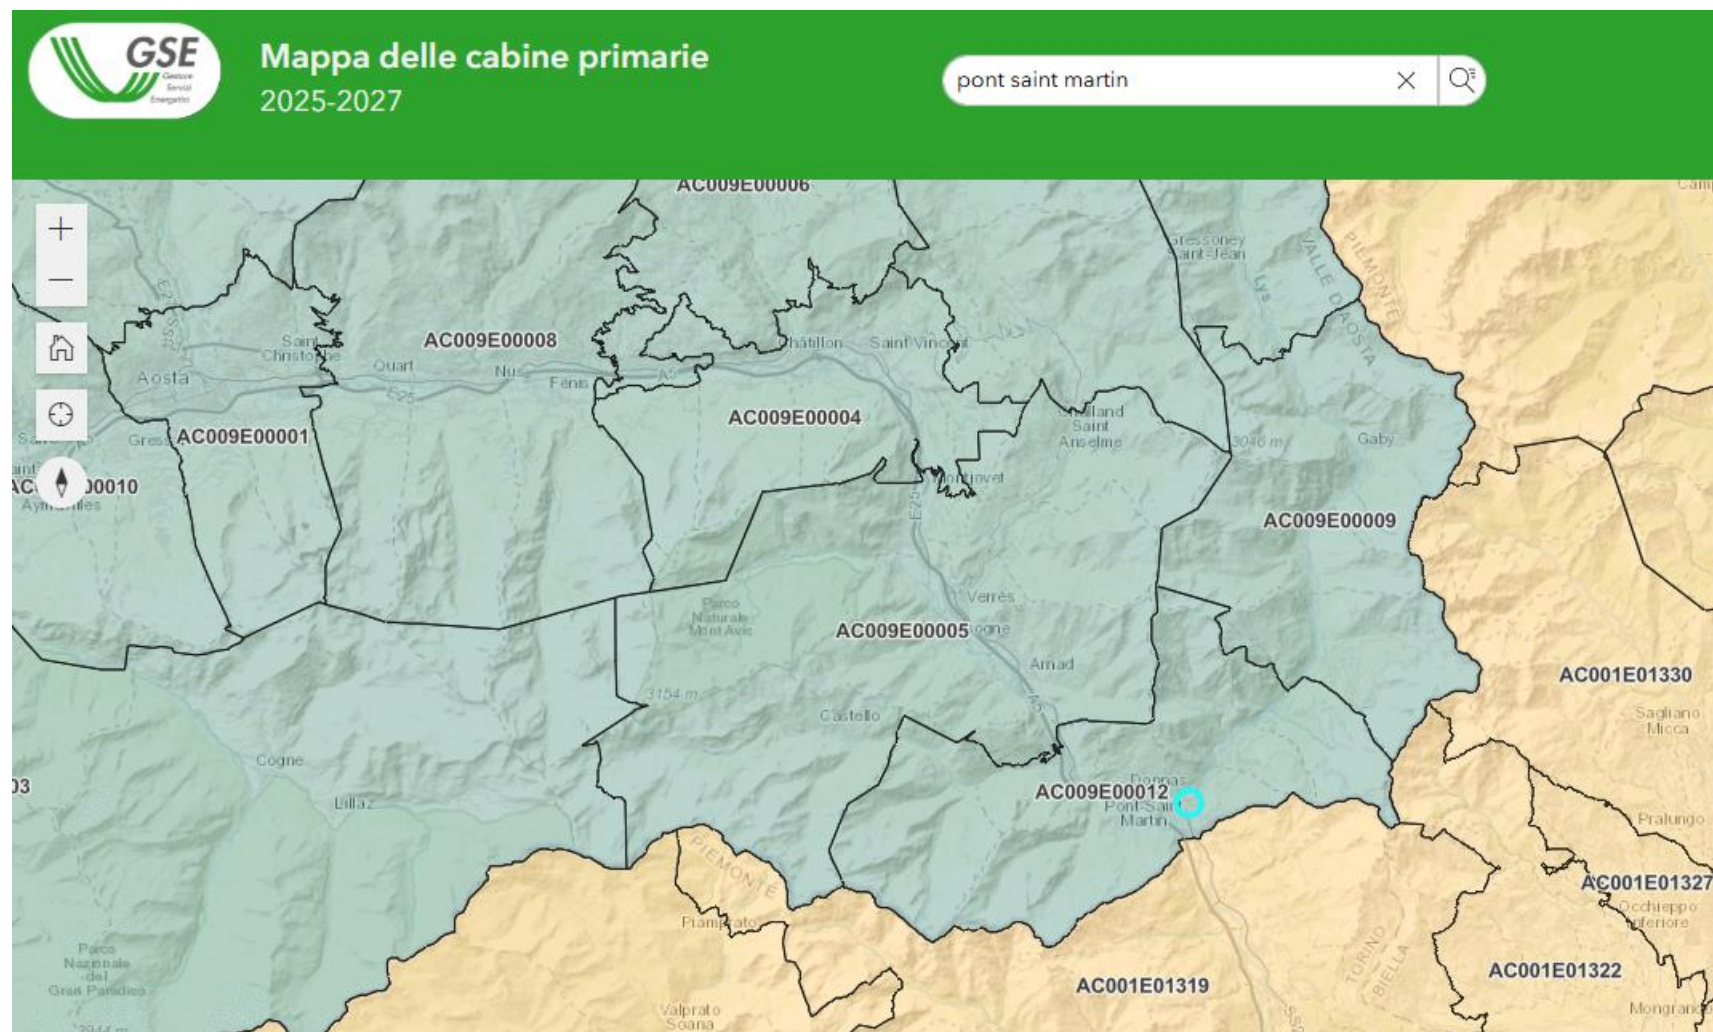 GSE
Gestore
Servizi
Energetici
Mappa delle cabine primarie
2025-2027
pont saint martin
AC009E00006
Gressoney
Saint-Jean
Lys
VALLE D'AOSTA
PIEMONTE
AC009E00008
Saint
Christophe
Quart
Nus
Fénis
A5
Châtillon
Saint Vincent
Aosta
E25
AC009E00001
AC009E00004
Challand
Saint
Anselme
3046 m
Gaby
00010
Montjovet
E25
AC009E00009
Verrès
Parco
Naturale
Mont Avic
AC009E00005
ogne
Arnad
AC001E01330
3154 m
A5
Castello
Sagliano
Micca
Cogne
03
Lillaz
Donnas
AC009E00012
Pont-Saint
Martin
Pralungo
PIEMONTE
AC001E01327
Occhieppo
Inferiore
Piamprato
TORINO
BIELLA
Parco
Nazionale
del
Gran Paradiso
AC001E01322
AC001E01319
Valprato
Soana
Mongrando